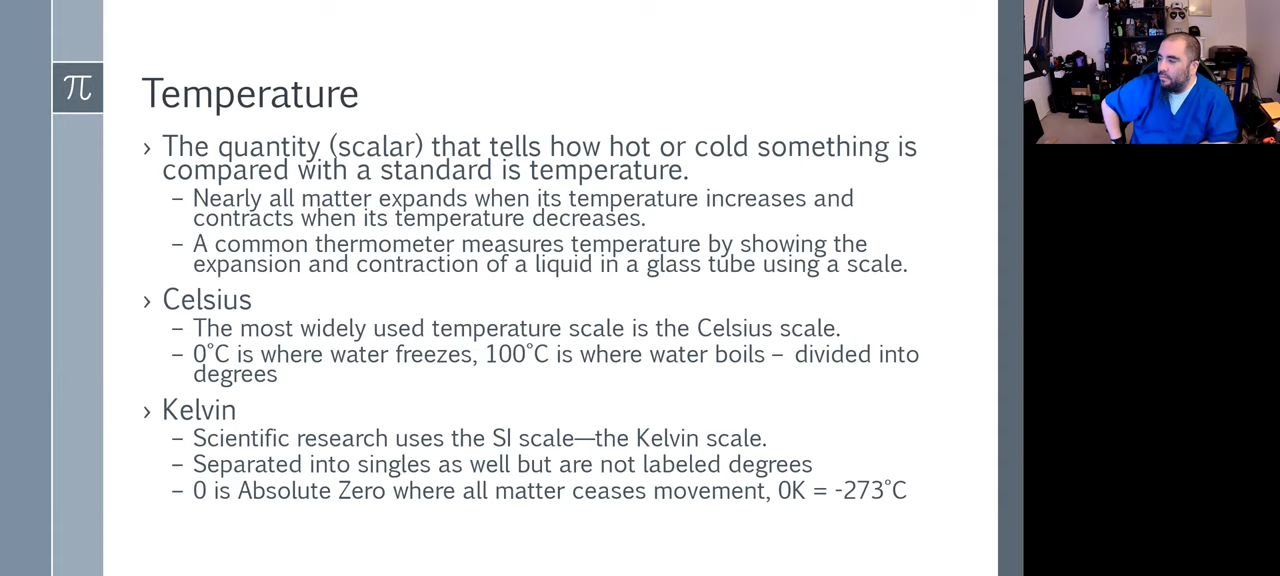 π
Temperature
› The quantity (scalar) that tells how hot or cold something is
compared with a standard is temperature.
– Nearly all matter expands when its temperature increases and
contracts when its temperature decreases.
– A common thermometer measures temperature by showing the
expansion and contraction of a liquid in a glass tube using a scale.
› Celsius
– The most widely used temperature scale is the Celsius scale.
– 0°C is where water freezes, 100°C is where water boils – divided into
degrees
› Kelvin
– Scientific research uses the SI scale—the Kelvin scale.
– Separated into singles as well but are not labeled degrees
– 0 is Absolute Zero where all matter ceases movement, 0K = -273°C